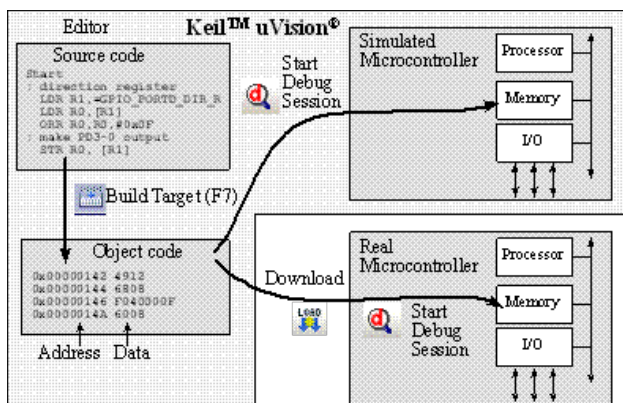 Editor
Keil™ uVision®
Source code
Start
; direction register
LDR R1,=GPIO_PORTD_DIR_R
LDR R0,[R1]
ORR R0,R0,#0x0F
; make PD3-0 output
STR R0, [R1]
Build Target (F7)
Object code
0x00000142 4912
0x00000144 6808
0x00000146 F040000F
0x0000014A 6008
Address Data
Start
Debug
Session
Simulated
Microcontroller
Processor
Memory
I/O
Download
LOAD
Real
Microcontroller
Start
Debug
Session
Processor
Memory
I/O